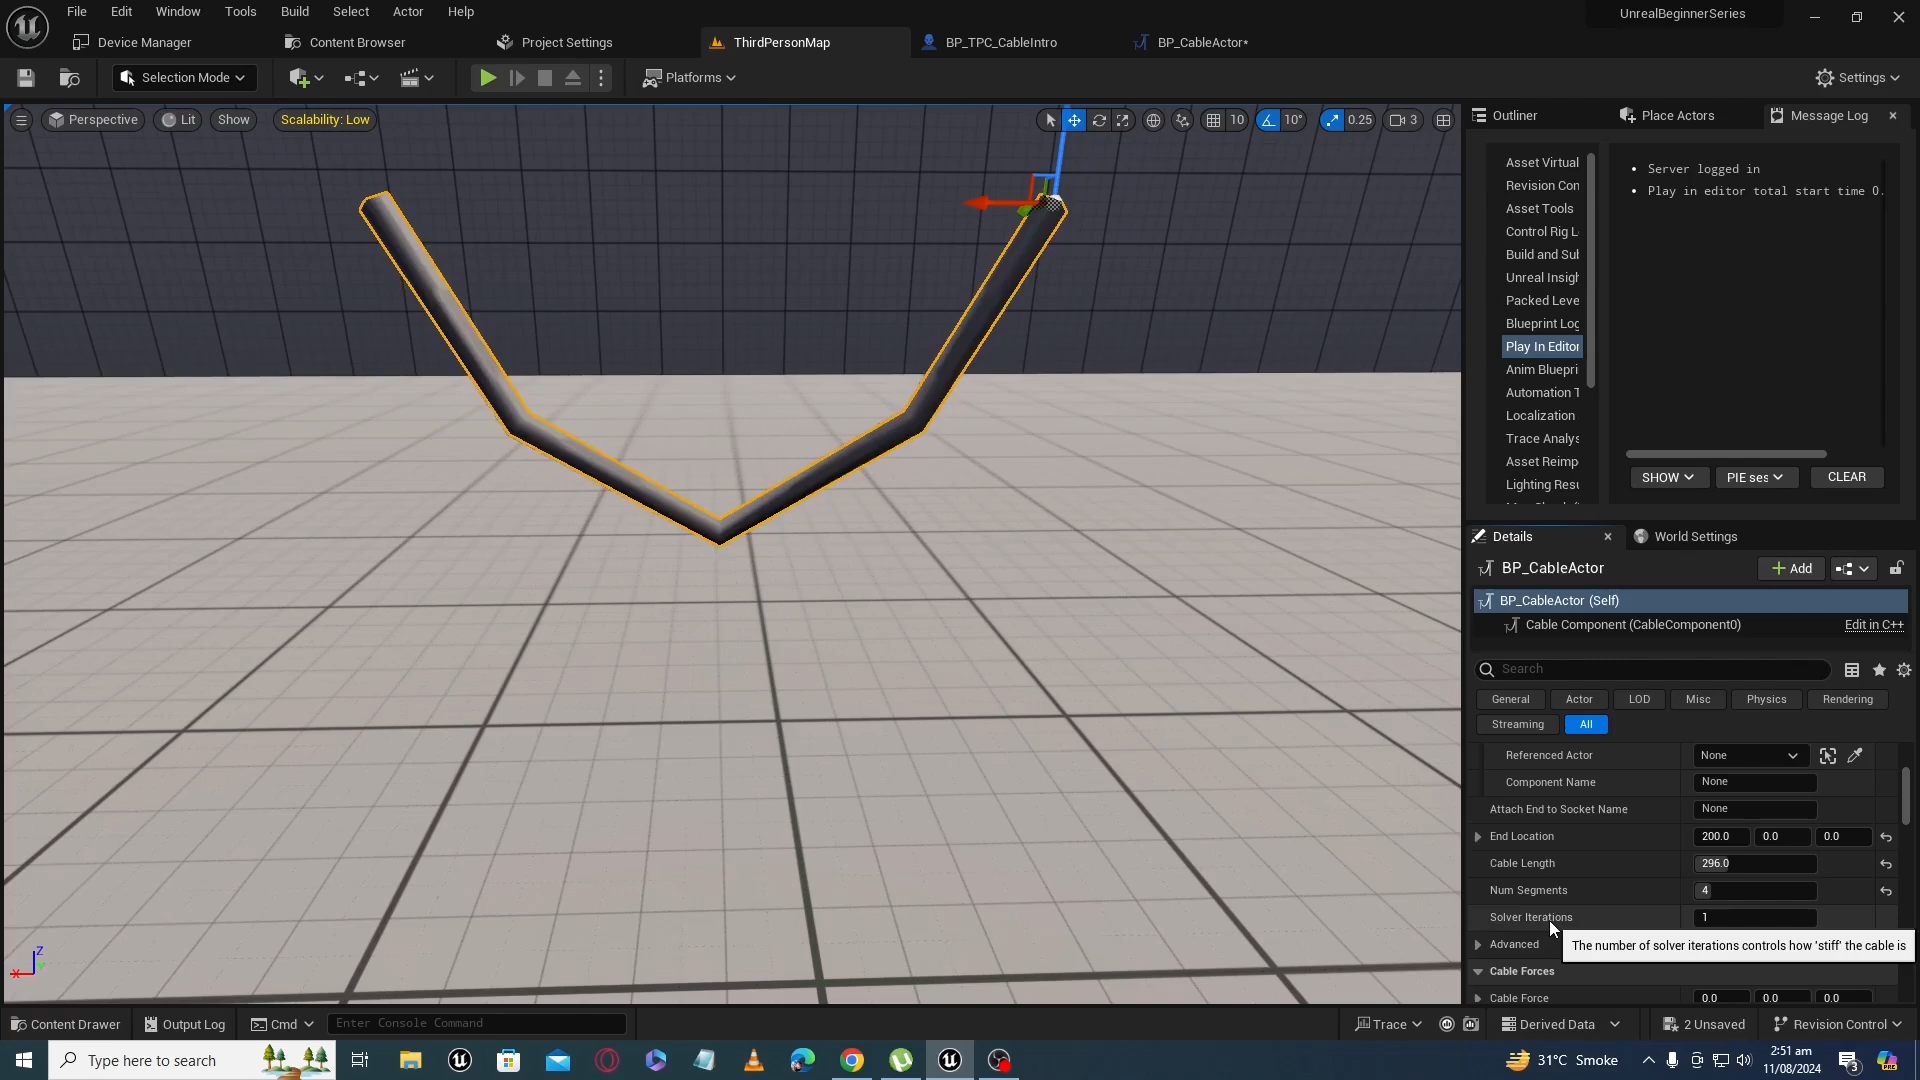 File Edit Window Tools Build Select Actor Help
UnrealBeginnerSeries
Device Manager
Content Browser
Project Settings
ThirdPersonMap
BP_TPC_CableIntro
BP_CableActor*
Selection Mode
Platforms
Settings
Perspective
Lit
Show
Scalability: Low
10
10°
0.25
3
Outliner
Place Actors
Message Log
Asset Virtual
Revision Con
Asset Tools
Control Rig L
Build and Sub
Unreal Insigh
Packed Leve
Blueprint Log
Play In Editor
Anim Bluepri
Automation T
Localization
Trace Analys
Asset Reimp
Lighting Resu
• Server logged in
• Play in editor total start time 0.
SHOW
PIE ses
CLEAR
Details
World Settings
BP_CableActor
Add
BP_CableActor (Self)
Cable Component (CableComponent0)
Edit in C++
Search
General
Actor
LOD
Misc
Physics
Rendering
Streaming
All
Referenced Actor None
Component Name None
Attach End to Socket Name None
End Location 200.0 0.0 0.0
Cable Length 296.0
Num Segments 4
Solver Iterations 1
Advanced
The number of solver iterations controls how 'stiff' the cable is
Cable Forces
Cable Force 0.0 0.0 0.0
Content Drawer
Output Log
Cmd
Enter Console Command
Trace
Derived Data
2 Unsaved
Revision Control
Type here to search
31°C Smoke
2:51 am
11/08/2024
3